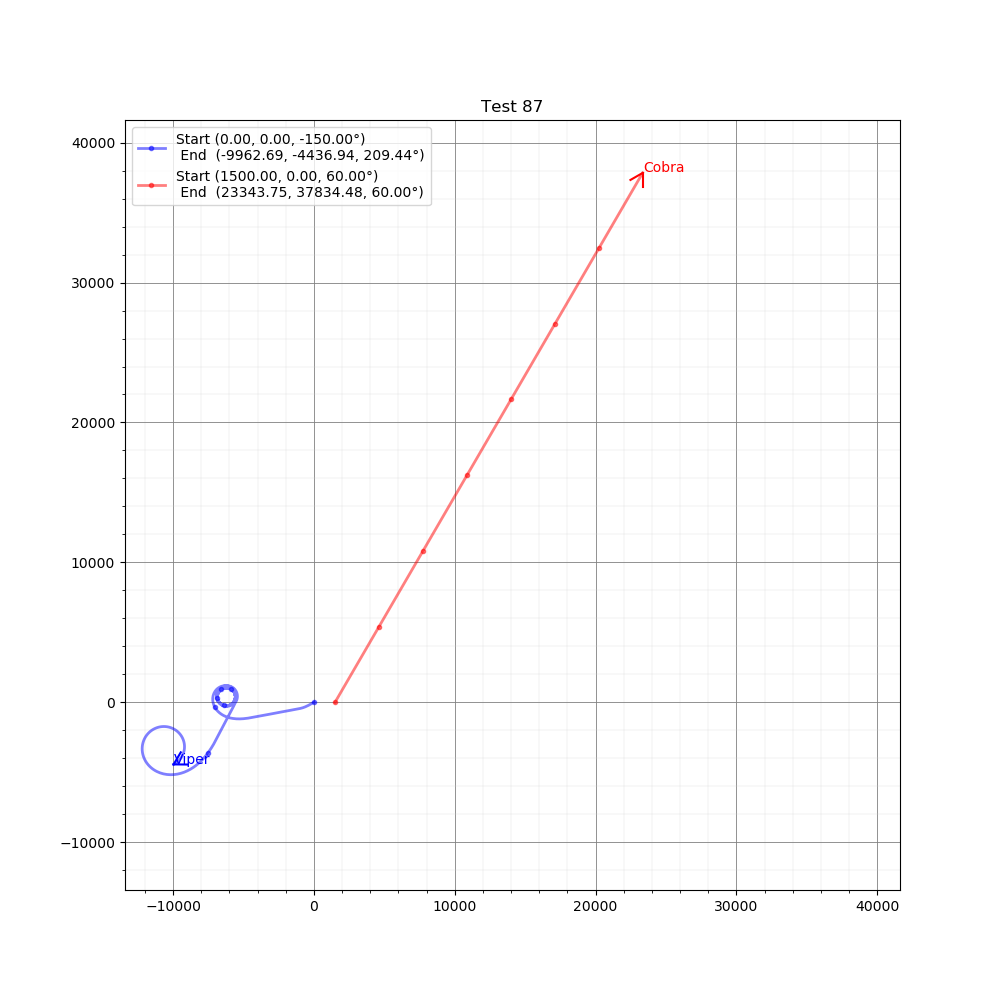 Test 87
Start (0.00, 0.00, -150.00°)
End (-9962.69, -4436.94, 209.44°)
Start (1500.00, 0.00, 60.00°)
End (23343.75, 37834.48, 60.00°)
40000
Cobra
30000
20000
10000
0
Viper
−10000
−10000 0 10000 20000 30000 40000